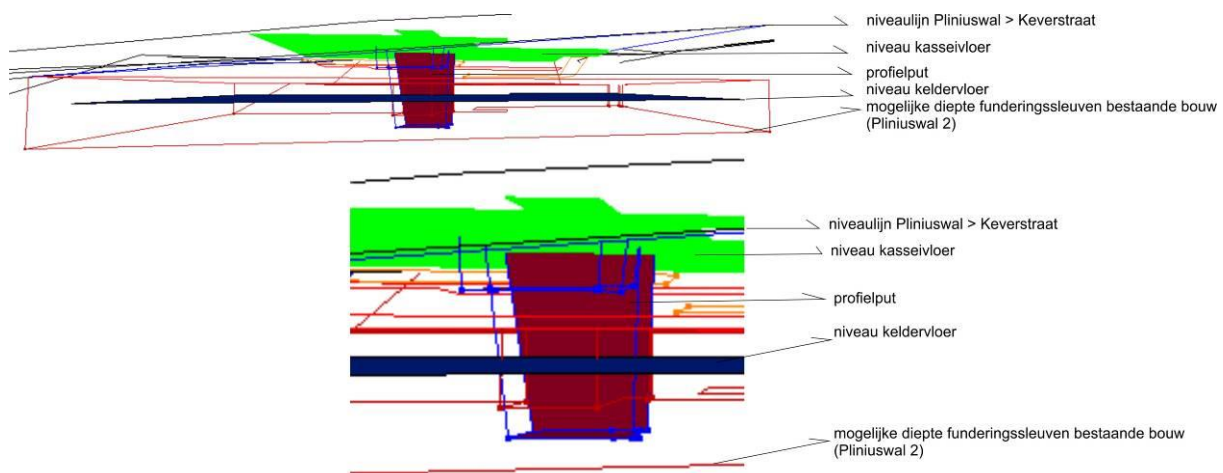 niveaulijn Pliniuswal > Keverstraat
niveau kasseivloer
profielput
niveau keldervloer
mogelijke diepte funderingssleuven bestaande bouw
(Pliniuswal 2)
niveaulijn Pliniuswal > Keverstraat
niveau kasseivloer
profielput
niveau keldervloer
mogelijke diepte funderingssleuven bestaande bouw
(Pliniuswal 2)